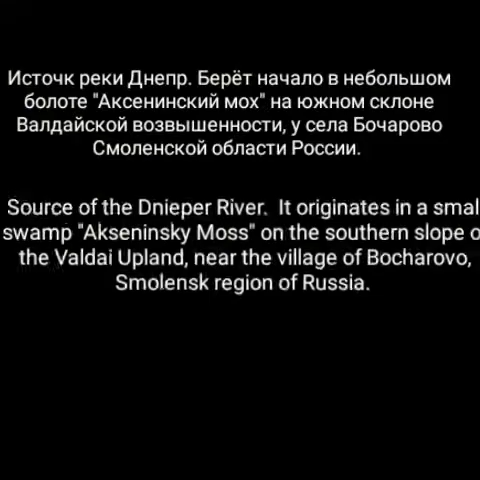 Источк реки Днепр. Берёт начало в небольшом
болоте "Аксенинский мох" на южном склоне
Валдайской возвышенности, у села Бочарово
Смоленской области России.
Source of the Dnieper River. It originates in a smal
swamp "Akseninsky Moss" on the southern slope o
the Valdai Upland, near the village of Bocharovo,
Smolensk region of Russia.